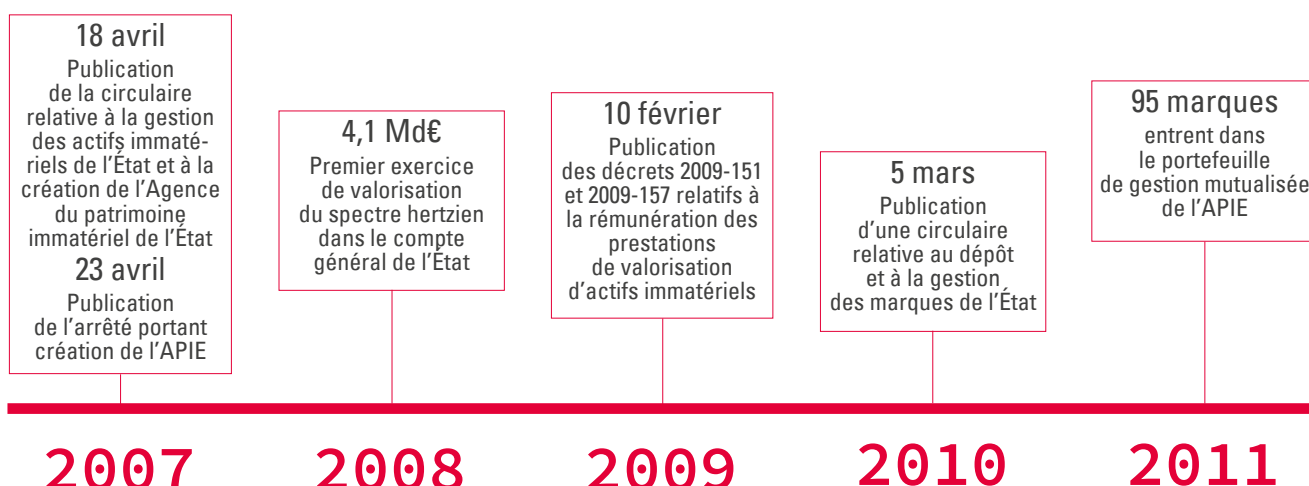 18 avril
Publication
de la circulaire
relative à la gestion
des actifs immaté-
riels de l’État et à la
création de l’Agence
du patrimoine
immatériel de l’État
23 avril
Publication
de l’arrêté portant
création de l’APIE
4,1 Md€
Premier exercice
de valorisation
du spectre hertzien
dans le compte
général de l’État
10 février
Publication
des décrets 2009-151
et 2009-157 relatifs à
la rémunération des
prestations
de valorisation
d’actifs immatériels
5 mars
Publication
d’une circulaire
relative au dépôt
et à la gestion
des marques de l’État
95 marques
entrent dans
le portefeuille
de gestion mutualisée
de l’APIE
2007
2008
2009
2010
2011